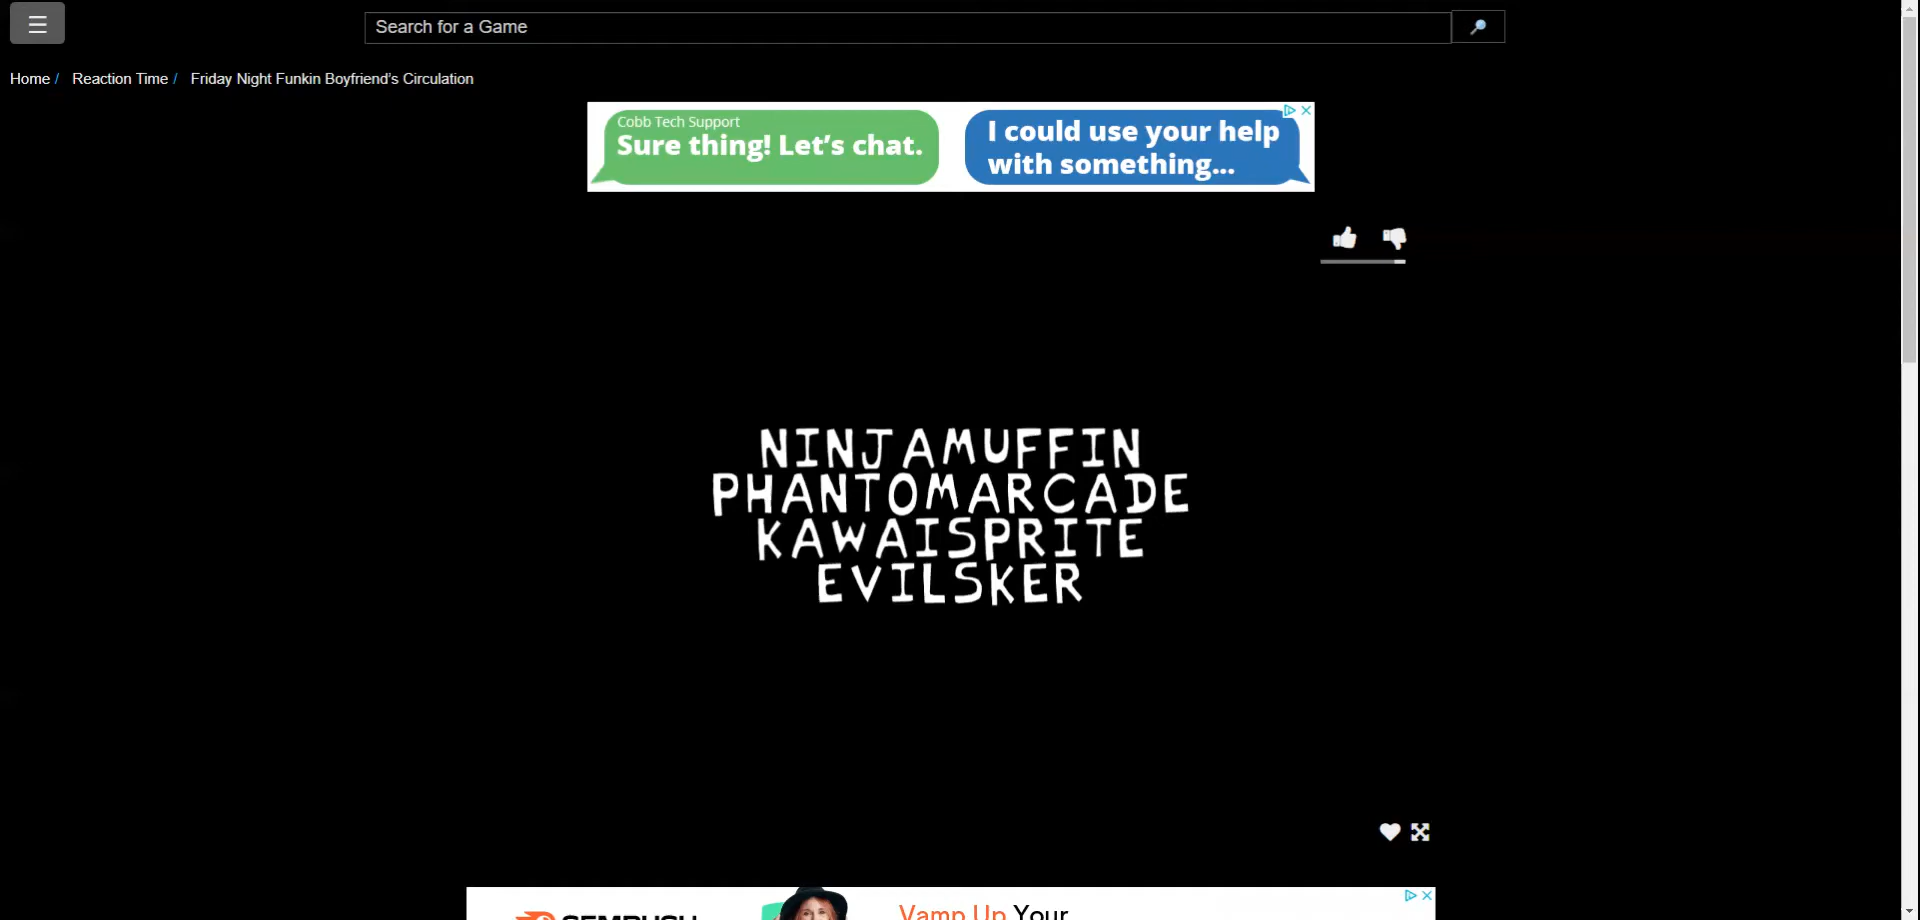 ☰
Search for a Game
Home / Reaction Time / Friday Night Funkin Boyfriend's Circulation
Cobb Tech Support
Sure thing! Let's chat.
I could use your help
with something...
NINJAMUFFIN
PHANTOMARCADE
KAWAISPRITE
EVILSKER
SEMRUSH
Vamp Up Your